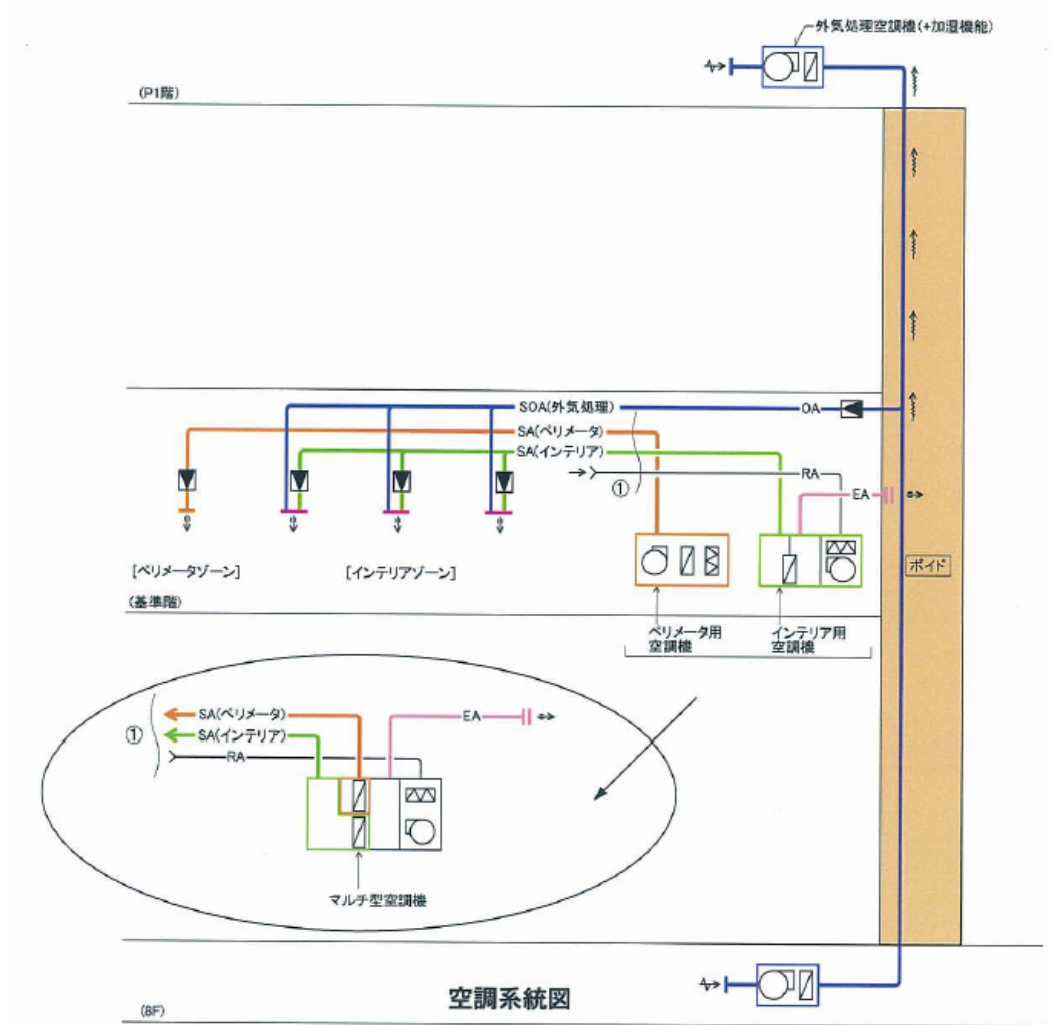 外気処理空調機(+加湿機能)
(P1階)
SOA(外気処理)
OA
SA(ペリメータ)
SA(インテリア)
RA
①
EA
[ペリメータゾーン]
[インテリアゾーン]
ボイド
(基準階)
ペリメータ用
空調機
インテリア用
空調機
SA(ペリメータ)
EA
①
SA(インテリア)
RA
マルチ型空調機
空調系統図
(8F)